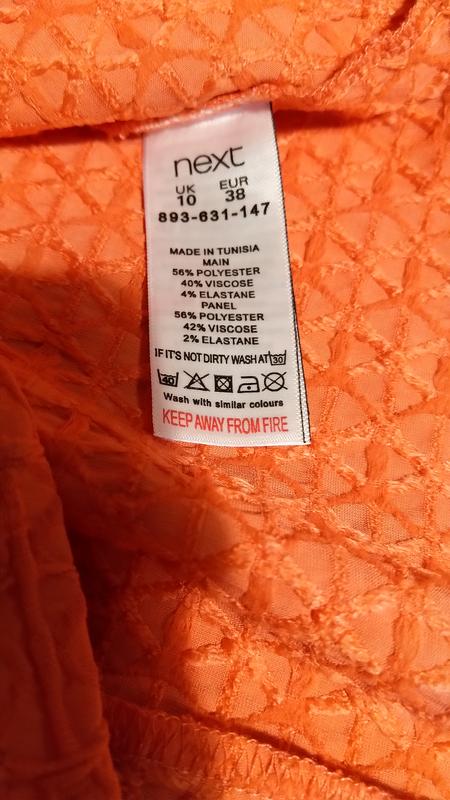 next
UK EUR
10 38
893-631-147
MADE IN TUNISIA
MAIN
56% POLYESTER
40% VISCOSE
4% ELASTANE
PANEL
56% POLYESTER
42% VISCOSE
2% ELASTANE
IF IT'S NOT DIRTY WASH AT 30
40
Wash with similar colours
KEEP AWAY FROM FIRE